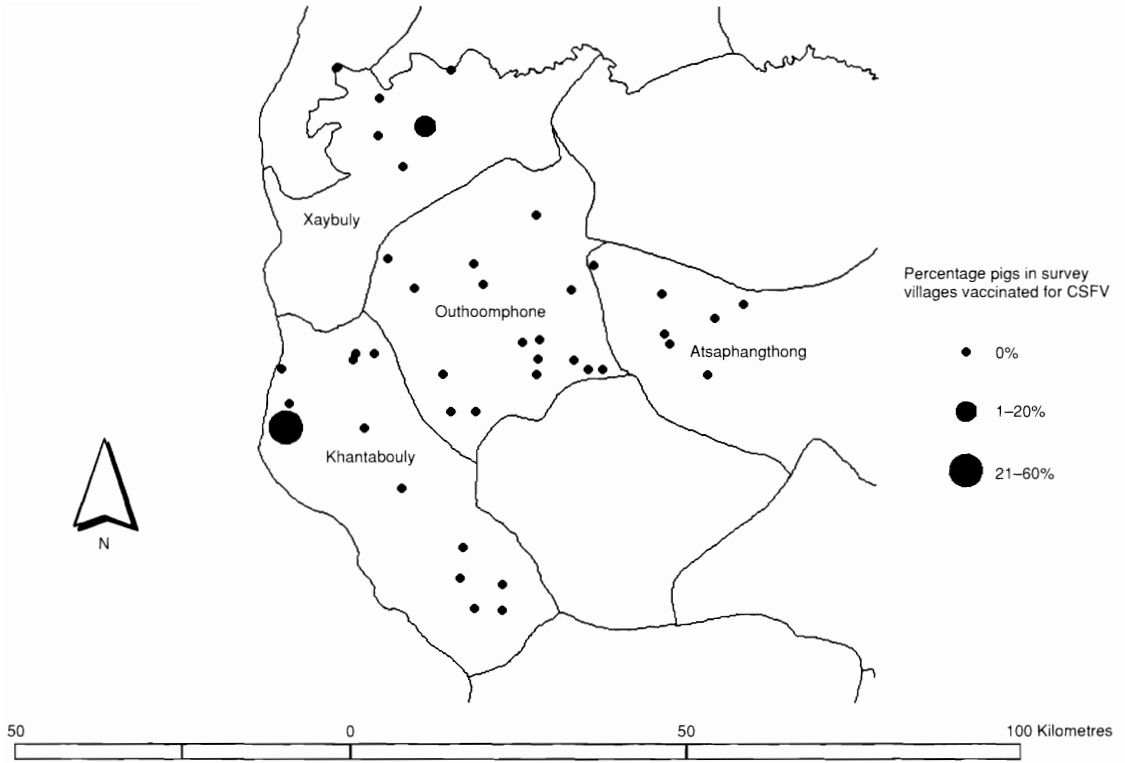 Xaybuly
Percentage pigs in survey
villages vaccinated for CSFV
Outhoomphone
0%
Atsaphangthong
1–20%
Khantabouly
21–60%
N
50 0 50 100 Kilometres